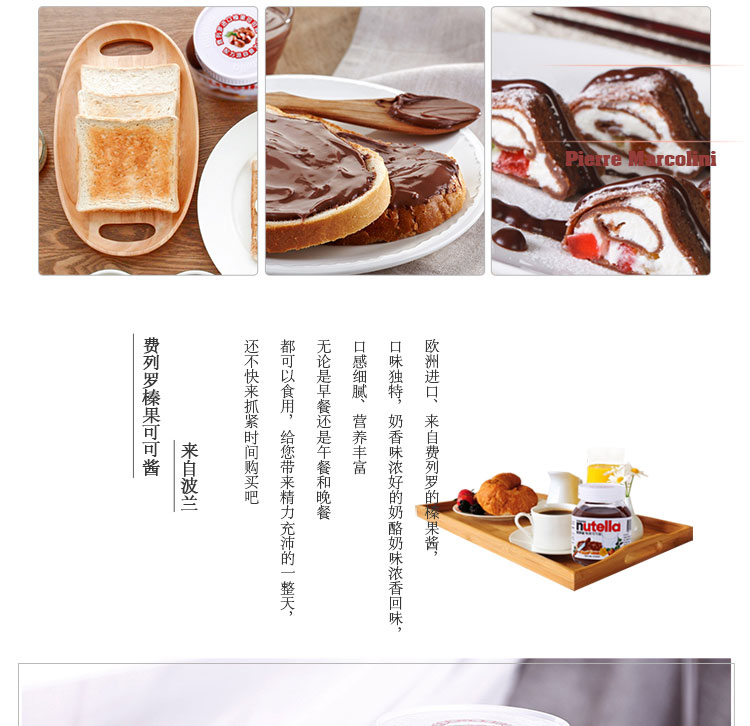 Pierre Marcolini
欧洲进口、来自费列罗的榛果酱,
口味独特，奶香味浓好的奶酪奶味浓香回味,
口感细腻、营养丰富
无论是早餐还是午餐和晚餐
都可以食用，给您带来精力充沛的一整天,
还不快来抓紧时间购买吧
来自波兰
费列罗榛果可可酱
nutella